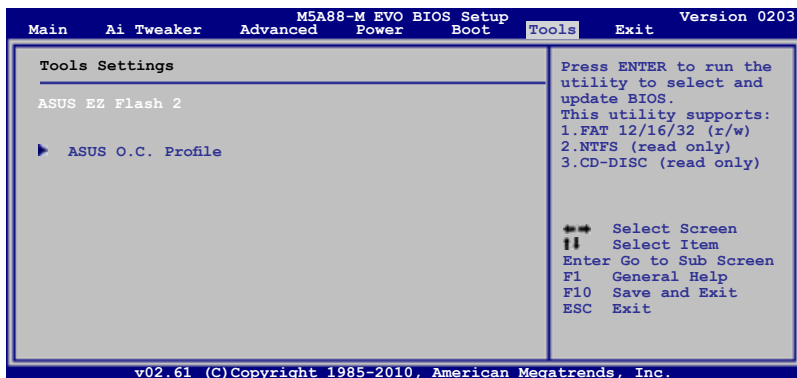 M5A88-M EVO BIOS Setup Version 0203
Main Ai Tweaker Advanced Power Boot Tools Exit
Tools Settings
ASUS EZ Flash 2
ASUS O.C. Profile
Press ENTER to run the
utility to select and
update BIOS.
This utility supports:
1.FAT 12/16/32 (r/w)
2.NTFS (read only)
3.CD-DISC (read only)
←→ Select Screen
↑↓ Select Item
Enter Go to Sub Screen
F1 General Help
F10 Save and Exit
ESC Exit
v02.61 (C)Copyright 1985-2010, American Megatrends, Inc.